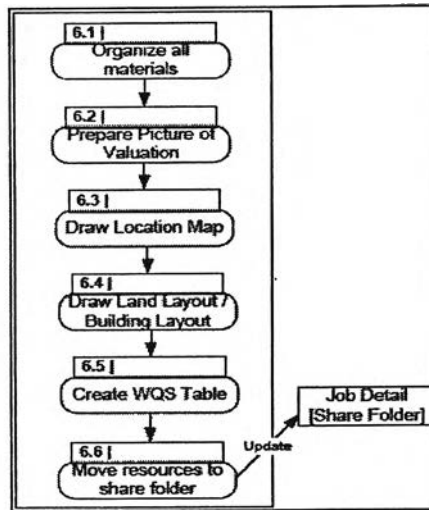 6.1
Organize all
materials
6.2
Prepare Picture of
Valuation
6.3
Draw Location Map
6.4
Draw Land Layout /
Building Layout
6.5
Create WQS Table
Job Detail
[Share Folder]
Update
6.6
Move resources to
share folder